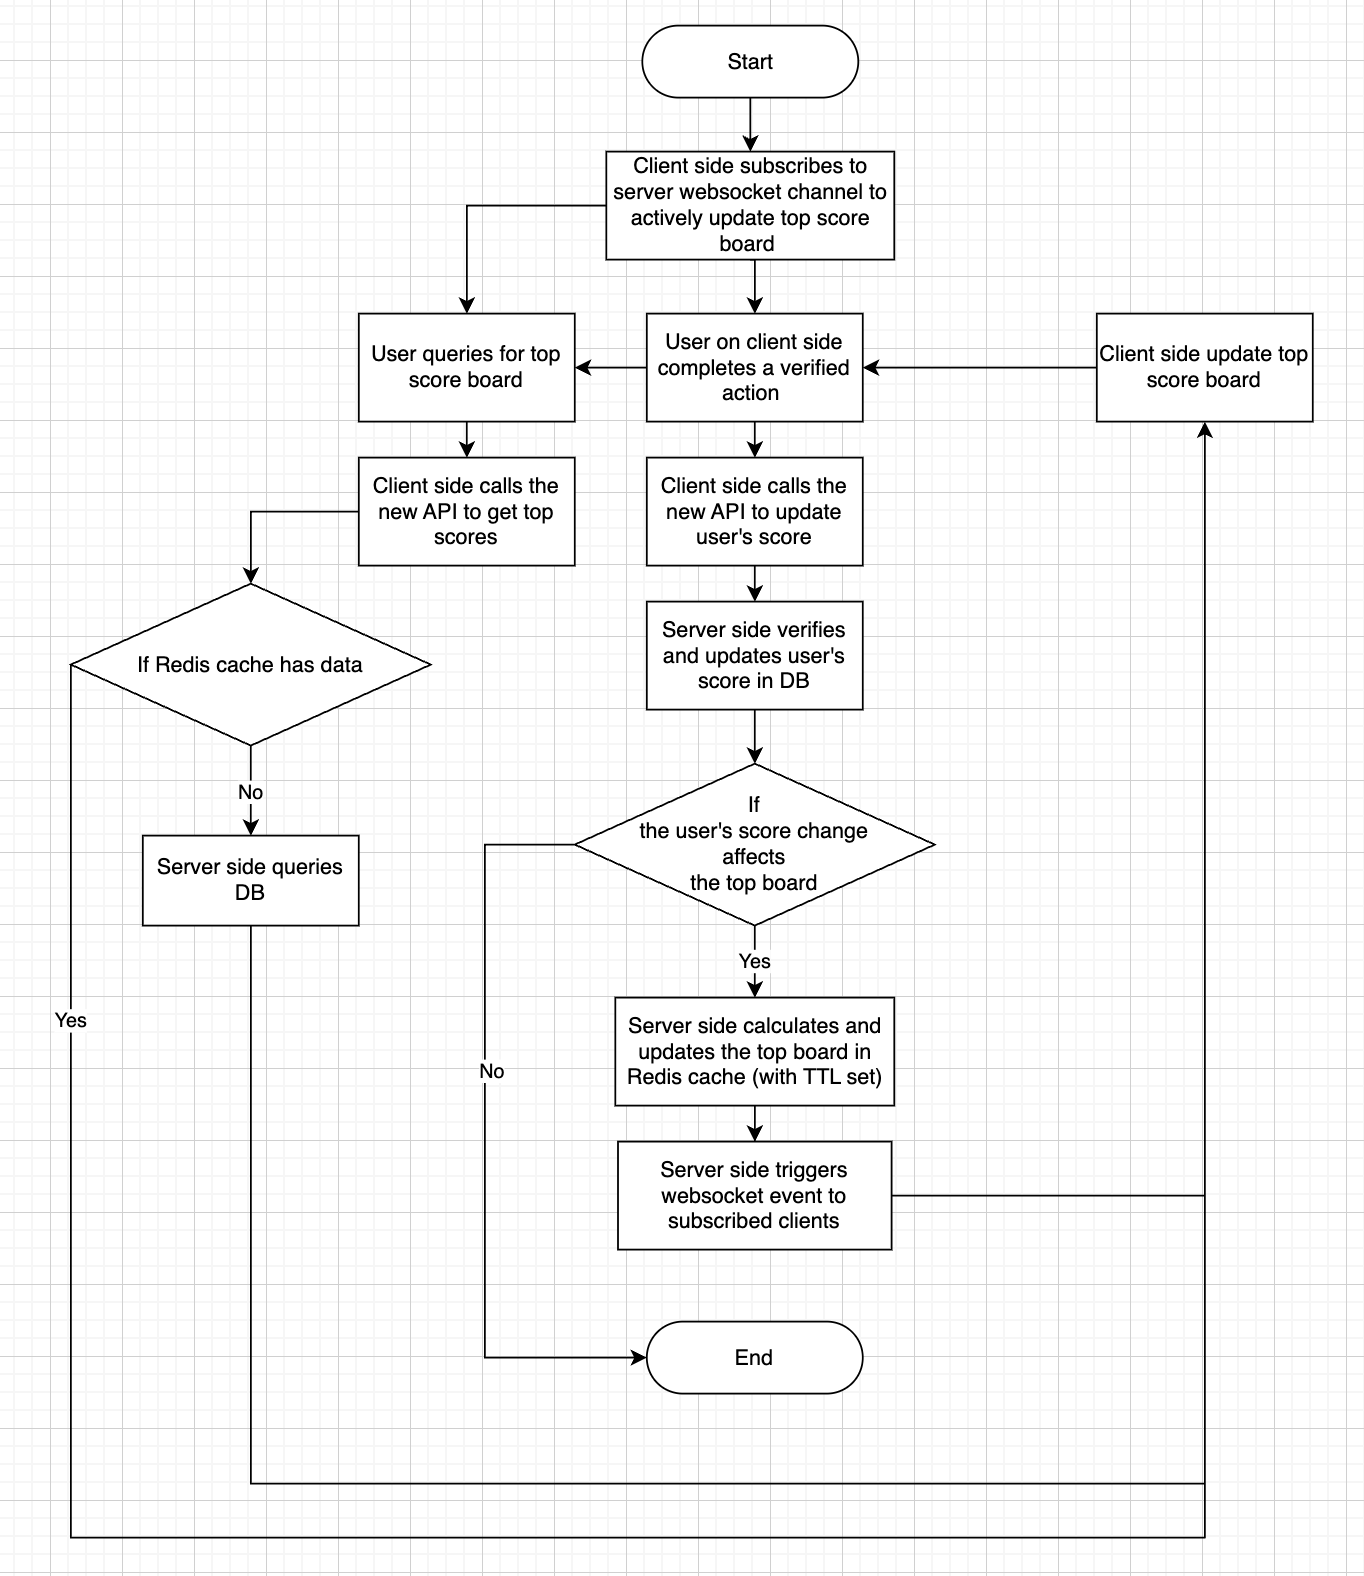 Start
Client side subscribes to
server websocket channel to
actively update top score
board
User queries for top
score board
User on client side
completes a verified
action
Client side update top
score board
Client side calls the
new API to get top
scores
Client side calls the
new API to update
user's score
If Redis cache has data
Server side verifies
and updates user's
score in DB
No
Server side queries
DB
If
the user's score change
affects
the top board
Yes
Yes
Server side calculates and
updates the top board in
Redis cache (with TTL set)
No
Server side triggers
websocket event to
subscribed clients
End